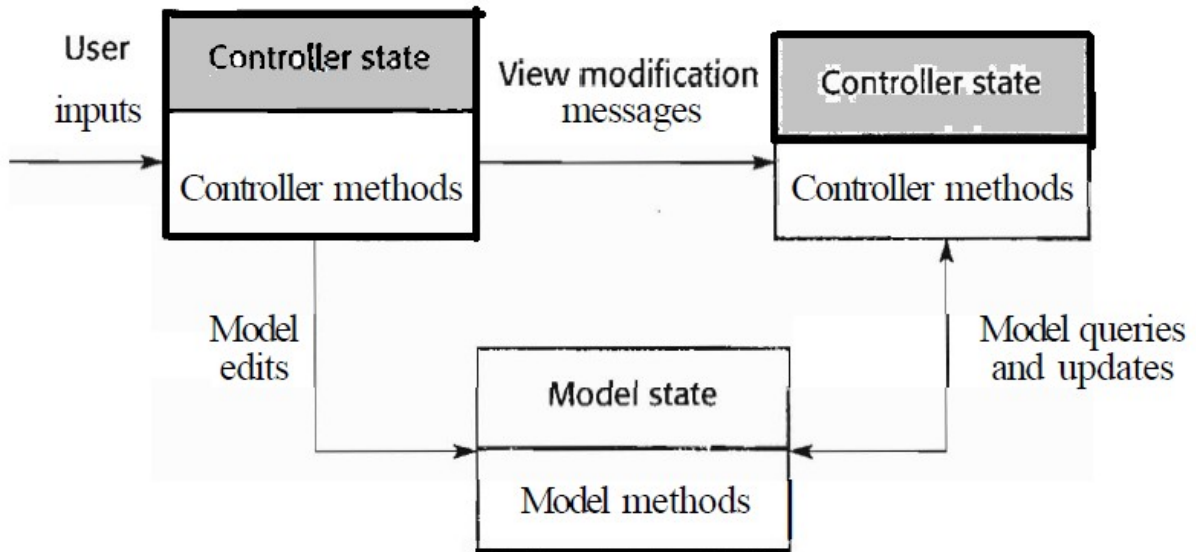 User
inputs
Controller state
Controller methods
View modification
messages
Controller state
Controller methods
Model
edits
Model state
Model methods
Model queries
and updates